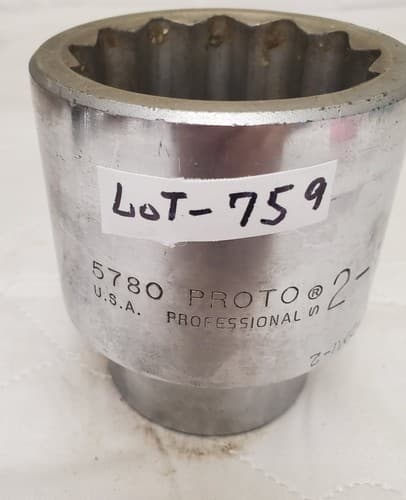 LOT-759
5780 PROTO® 2-
U.S.A. PROFESSIONAL S